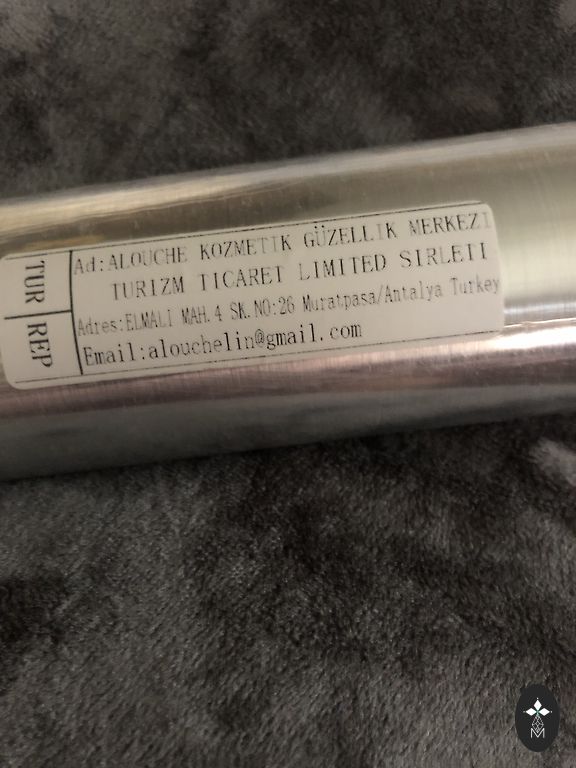 TUR REP
Ad:ALOUCHE KOZMETIK GÜZELLIK MERKEZI
TURIZM TICARET LIMITED SIRLETI
Adres:ELMALI MAH.4 SK.NO:26 Muratpasa/Antalya Turkey
Email:alouchelin@gmail.com
M